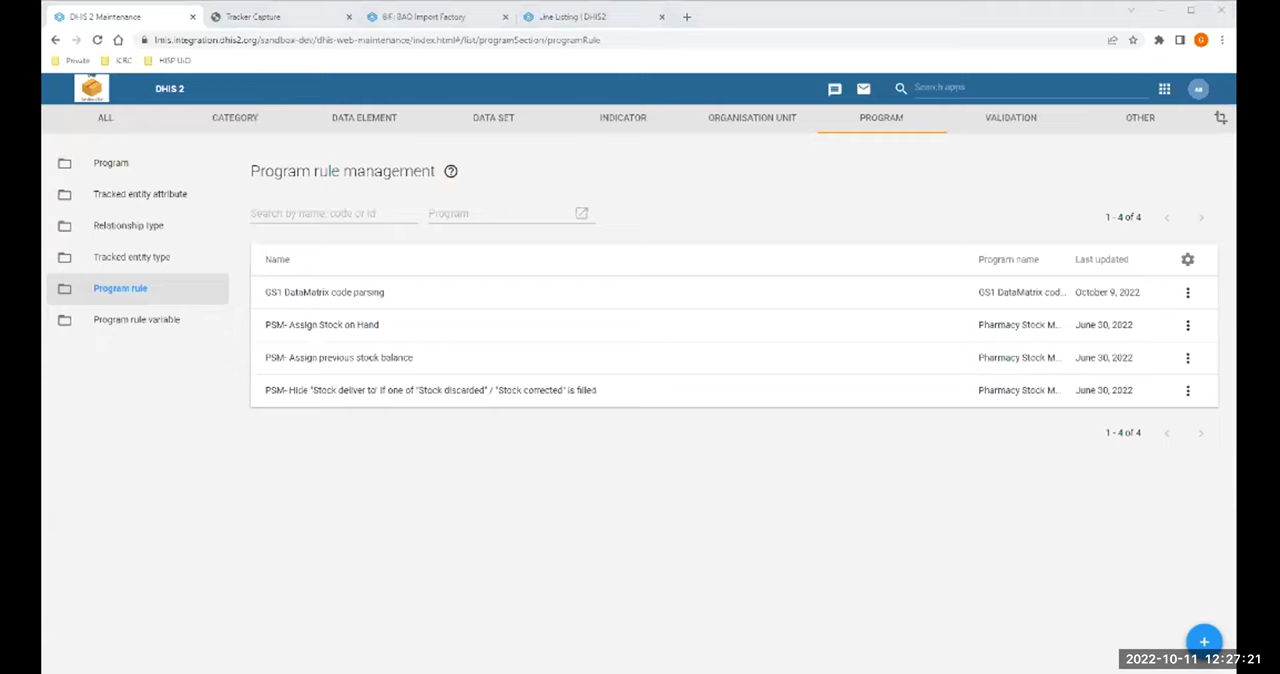 DHIS 2 Maintenance
Tracker Capture
BIF: BAO Import Factory
Line Listing | DHIS2
lmis.integration.dhis2.org/sandbox-dev/dhis-web-maintenance/index.html#/list/programSection/programRule
Private
ICRC
HISP UiO
DHIS 2
Search apps
ALL
CATEGORY
DATA ELEMENT
DATA SET
INDICATOR
ORGANISATION UNIT
PROGRAM
VALIDATION
OTHER
Program
Tracked entity attribute
Relationship type
Tracked entity type
Program rule
Program rule variable
Program rule management
Search by name, code or id
Program
1 - 4 of 4
Name Program name Last updated
GS1 DataMatrix code parsing GS1 DataMatrix cod... October 9, 2022
PSM- Assign Stock on Hand Pharmacy Stock M... June 30, 2022
PSM- Assign previous stock balance Pharmacy Stock M... June 30, 2022
PSM- Hide "Stock deliver to' if one of "Stock discarded" / "Stock corrected" is filled Pharmacy Stock M... June 30, 2022
1 - 4 of 4
2022-10-11 12:27:21